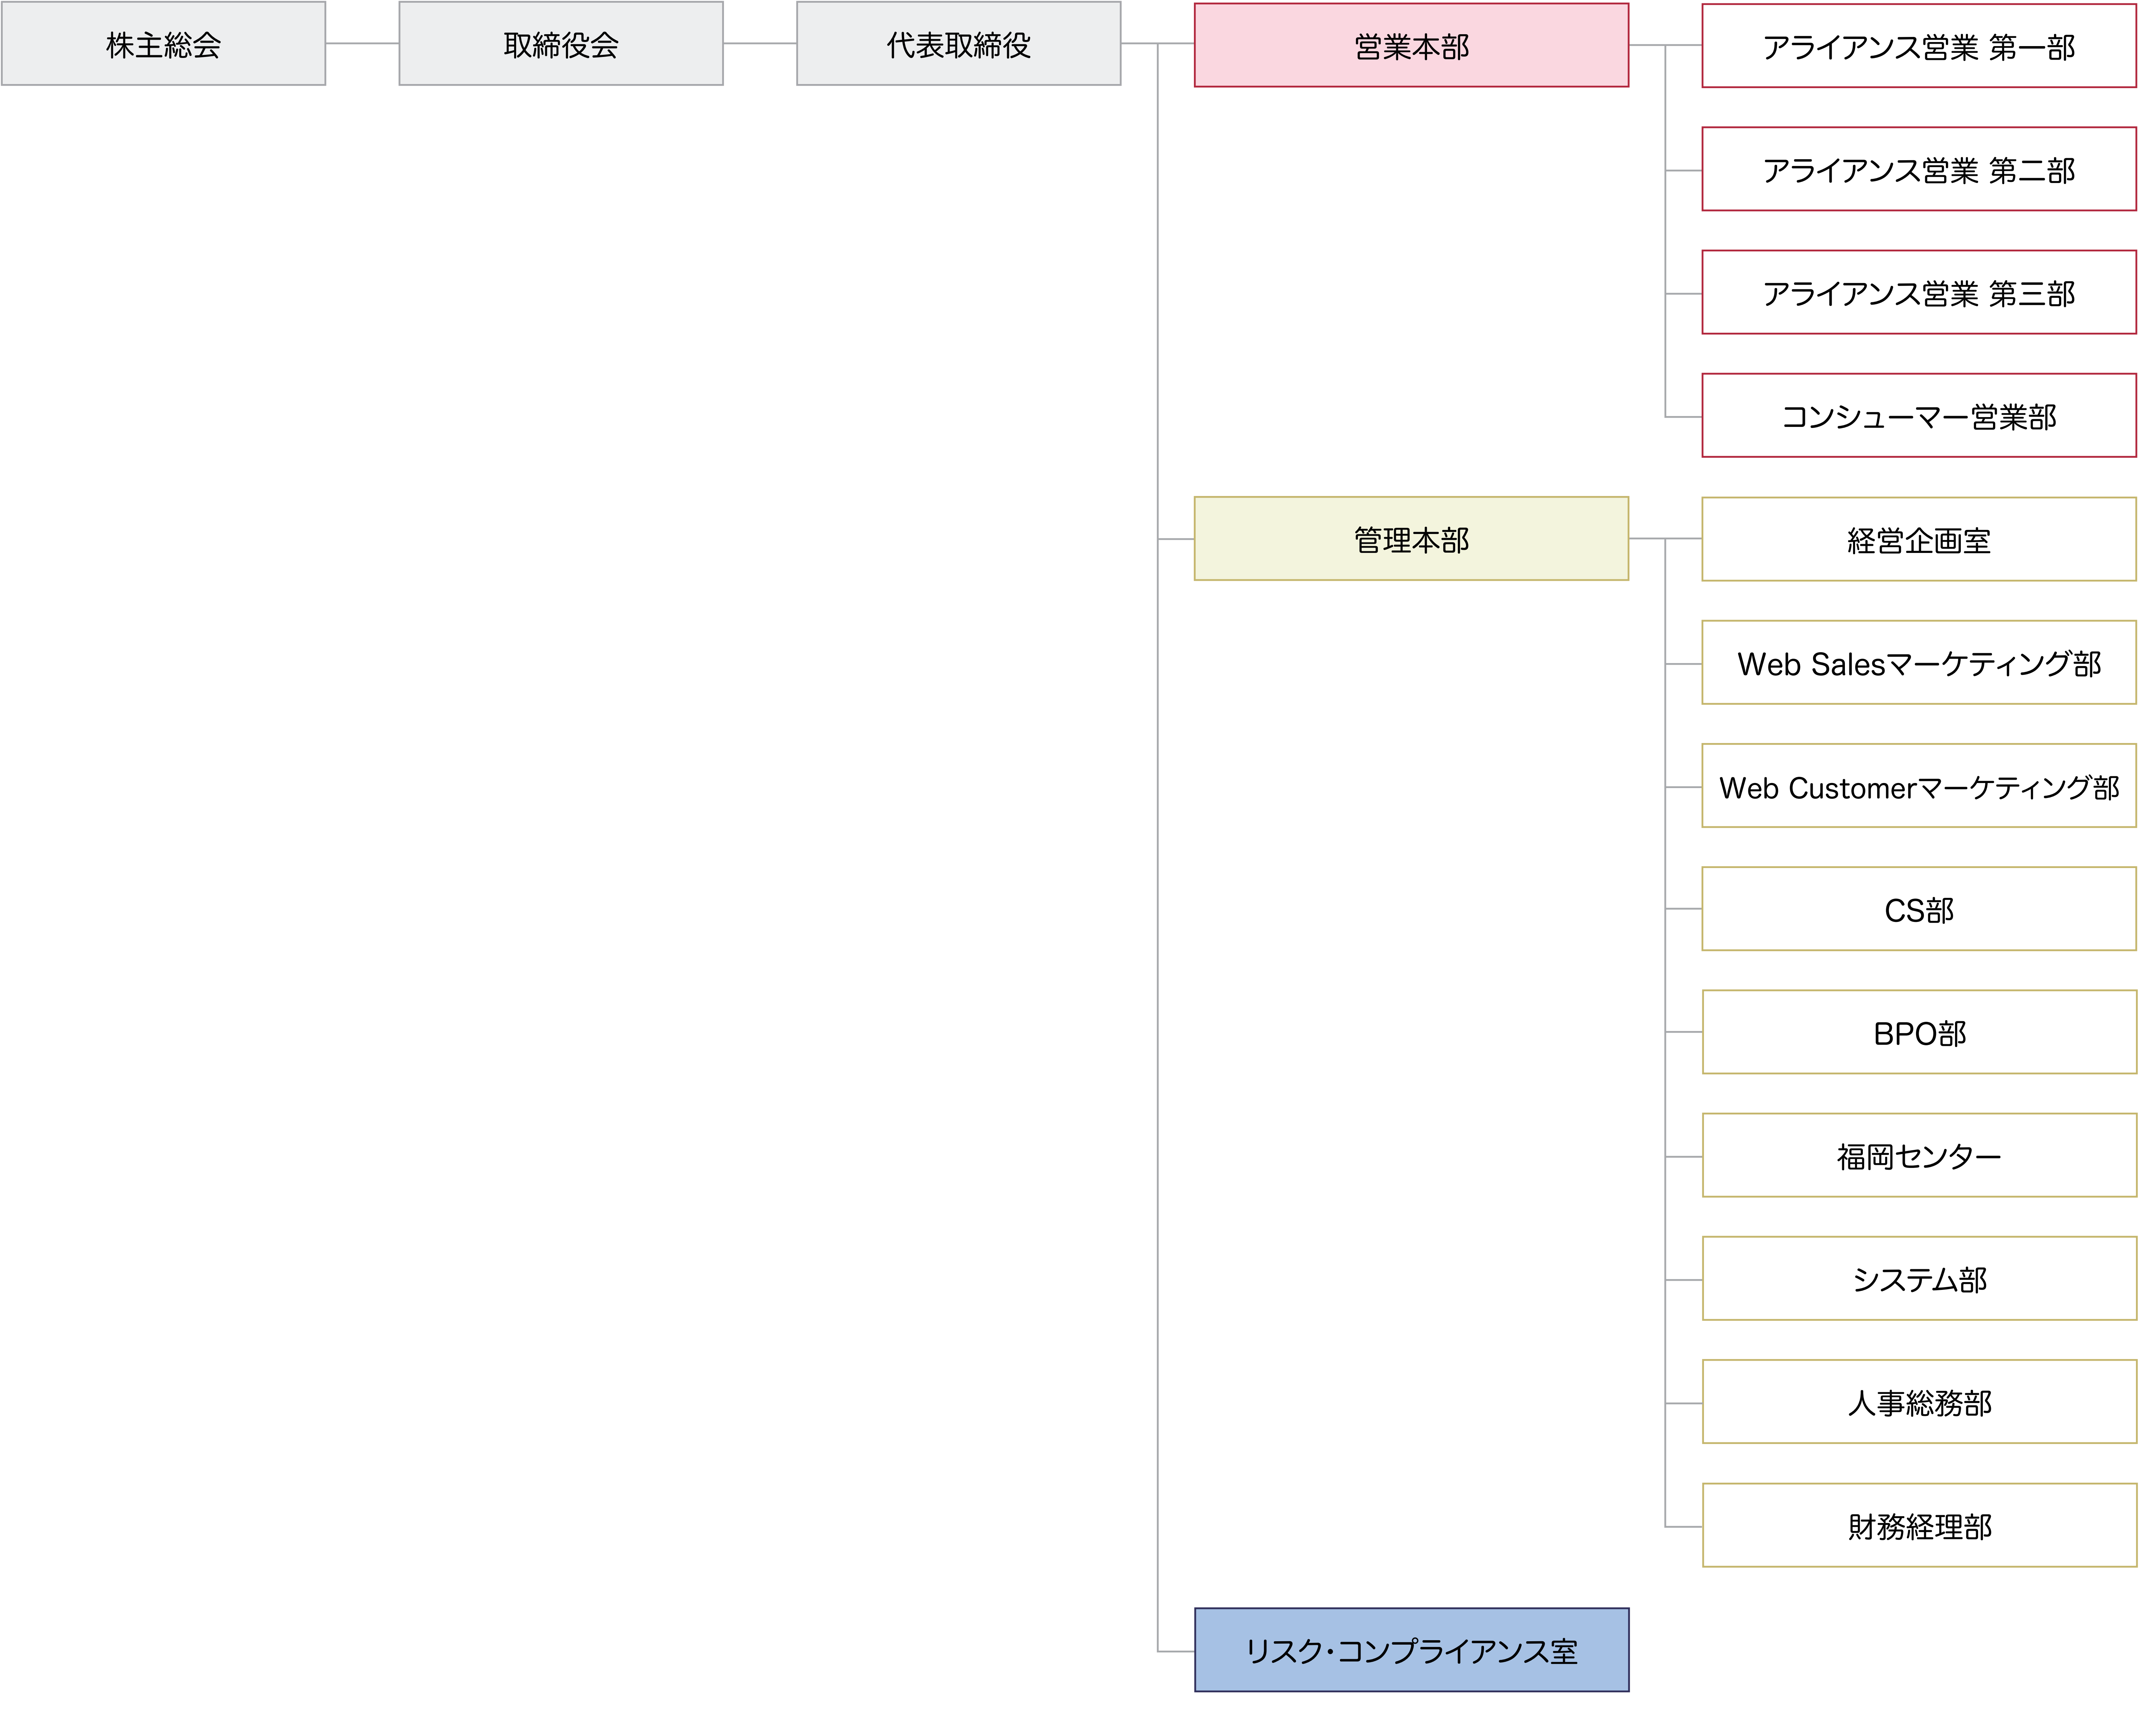 株主総会
取締役会
代表取締役
営業本部
アライアンス営業 第一部
アライアンス営業 第二部
アライアンス営業 第三部
コンシューマー営業部
管理本部
経営企画室
Web Salesマーケティング部
Web Customerマーケティング部
CS部
BPO部
福岡センター
システム部
人事総務部
財務経理部
リスク・コンプライアンス室